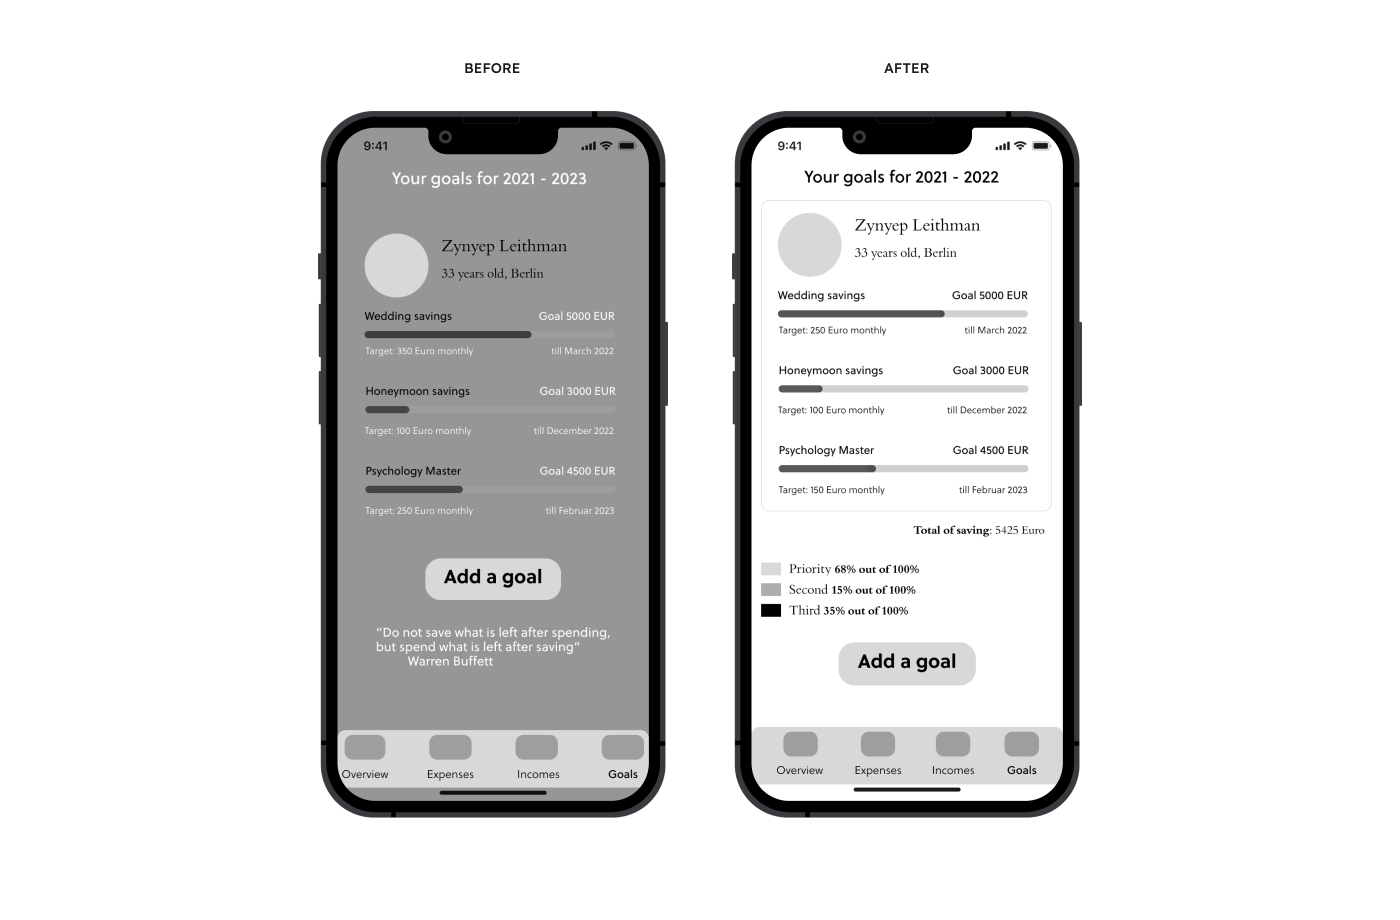 BEFORE
9:41
Your goals for 2021 - 2023
Zynyep Leithman
33 years old, Berlin
Wedding savings Goal 5000 EUR
Target: 350 Euro monthly till March 2022
Honeymoon savings Goal 3000 EUR
Target: 100 Euro monthly till December 2022
Psychology Master Goal 4500 EUR
Target: 250 Euro monthly till Februar 2023
Add a goal
“Do not save what is left after spending,
but spend what is left after saving”
Warren Buffett
Overview Expenses Incomes Goals
AFTER
9:41
Your goals for 2021 - 2022
Zynyep Leithman
33 years old, Berlin
Wedding savings Goal 5000 EUR
Target: 250 Euro monthly till March 2022
Honeymoon savings Goal 3000 EUR
Target: 100 Euro monthly till December 2022
Psychology Master Goal 4500 EUR
Target: 150 Euro monthly till Februar 2023
Total of saving: 5425 Euro
Priority 68% out of 100%
Second 15% out of 100%
Third 35% out of 100%
Add a goal
Overview Expenses Incomes Goals